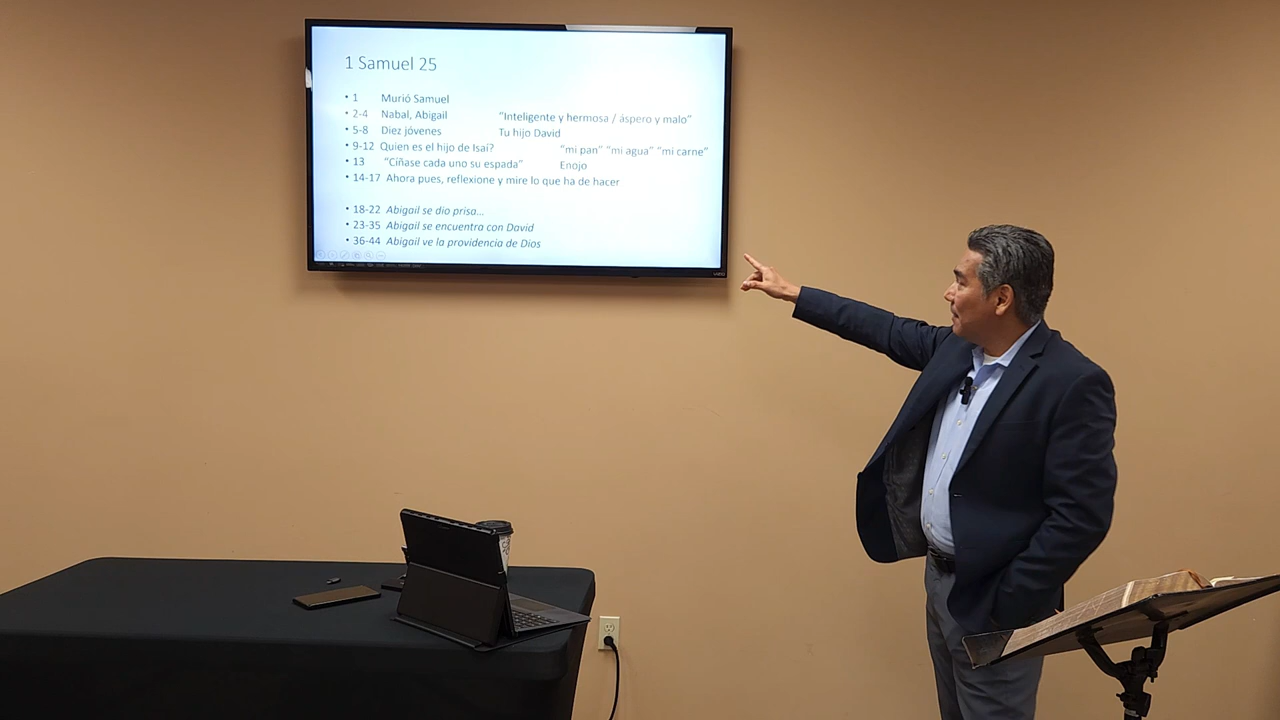 1 Samuel 25
• 1 Murió Samuel
• 2-4 Nabal, Abigail "Inteligente y hermosa / áspero y malo"
• 5-8 Diez jóvenes Tu hijo David
• 9-12 Quien es el hijo de Isaí? "mi pan" "mi agua" "mi carne"
• 13 "Cíñase cada uno su espada" Enojo
• 14-17 Ahora pues, reflexione y mire lo que ha de hacer
• 18-22 Abigail se dio prisa...
• 23-35 Abigail se encuentra con David
• 36-44 Abigail ve la providencia de Dios